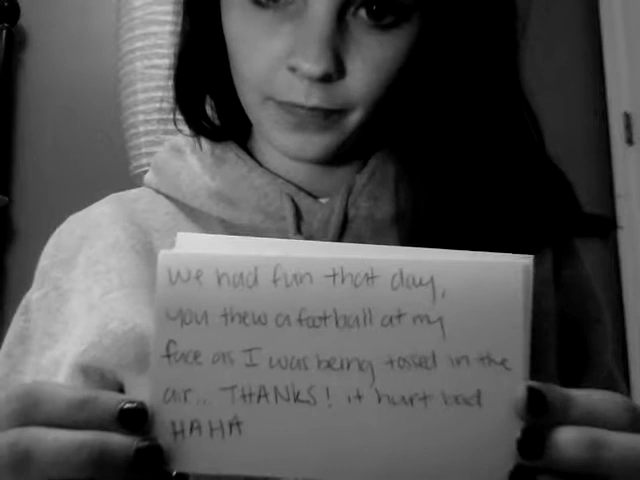 We had fun that day,
you thew a football at my
face as I was being tossed in the
air... THANKS! it hurt bad
HAHA